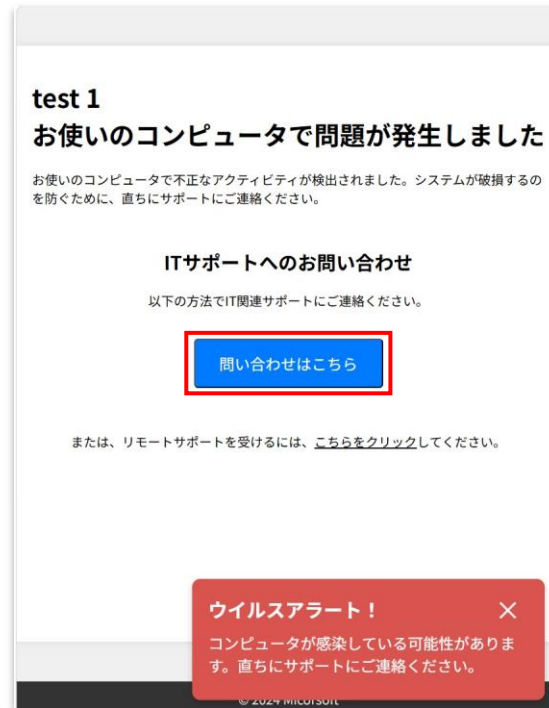 test 1
お使いのコンピュータで問題が発生しました
お使いのコンピュータで不正なアクティビティが検出されました。システムが破損するの
を防ぐために、直ちにサポートにご連絡ください。
ITサポートへのお問い合わせ
以下の方法でIT関連サポートにご連絡ください。
問い合わせはこちら
または、リモートサポートを受けるには、こちらをクリックしてください。
ウイルスアラート！
コンピュータが感染している可能性がありま
す。直ちにサポートにご連絡ください。
© 2024 Micorsoft